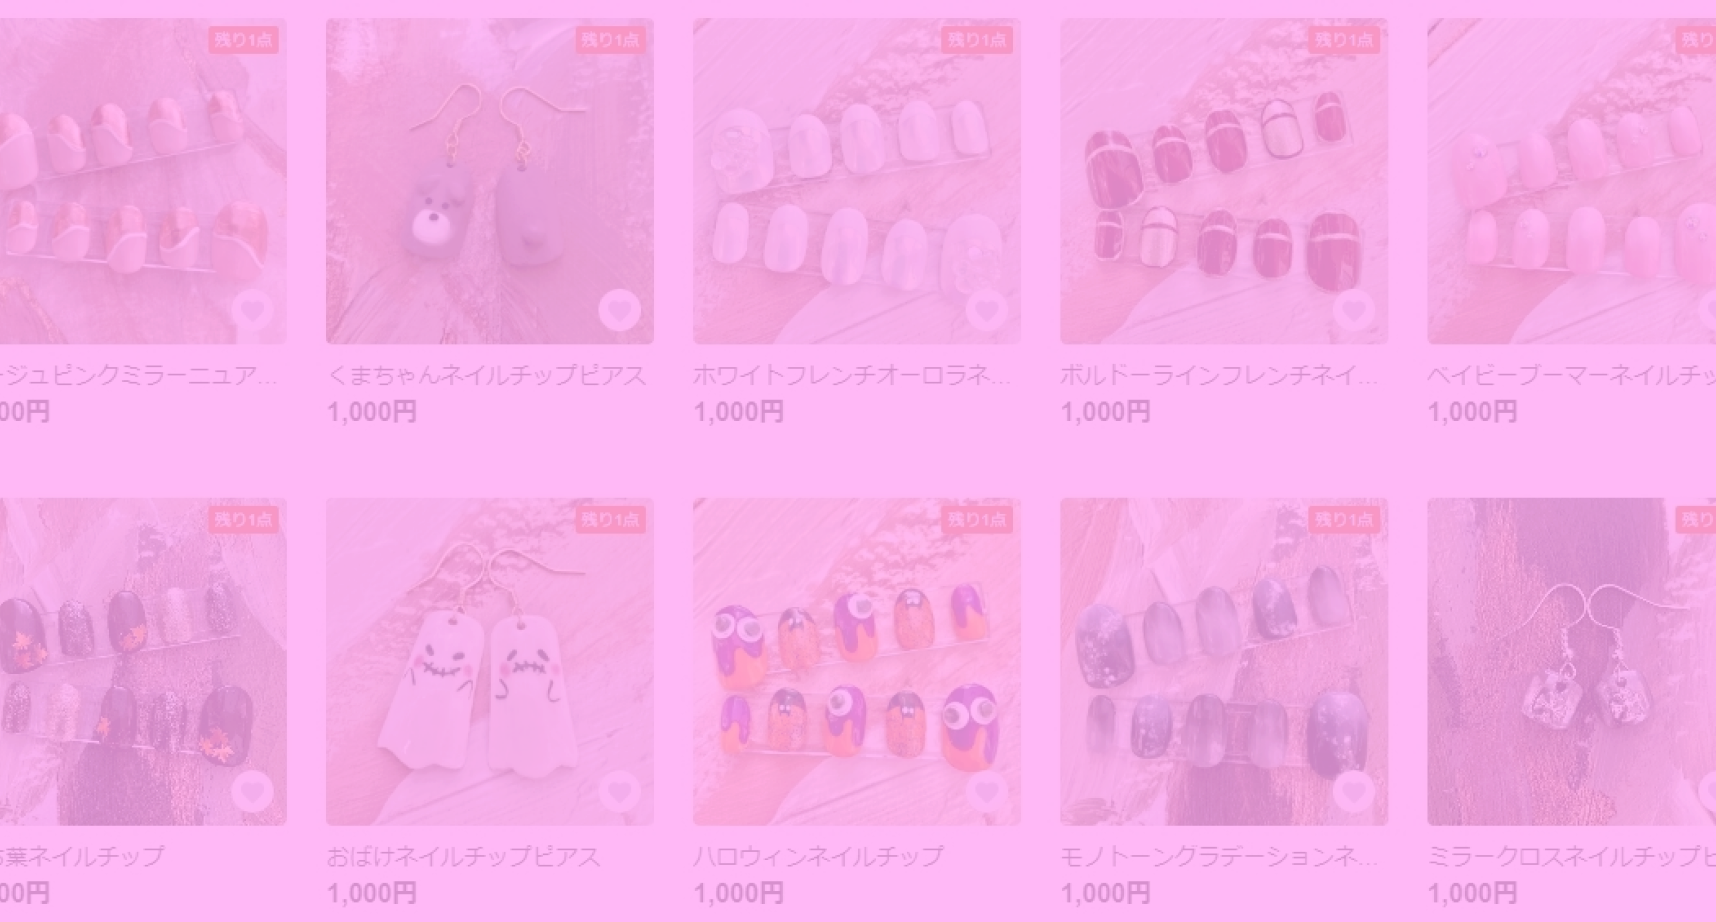 残り1点
残り1点
残り1点
残り1点
残り
ージュピンクミラーニュア...
くまちゃんネイルチップピアス
ホワイトフレンチオーロラネ...
ボルドーラインフレンチネイ...
ベイビーブーマーネイルチッ
00円
1,000円
1,000円
1,000円
1,000円
残り1点
残り1点
残り1点
残り1点
残り
葉ネイルチップ
おばけネイルチップピアス
ハロウィンネイルチップ
モノトーングラデーションネ...
ミラークロスネイルチップピ
00円
1,000円
1,000円
1,000円
1,000円